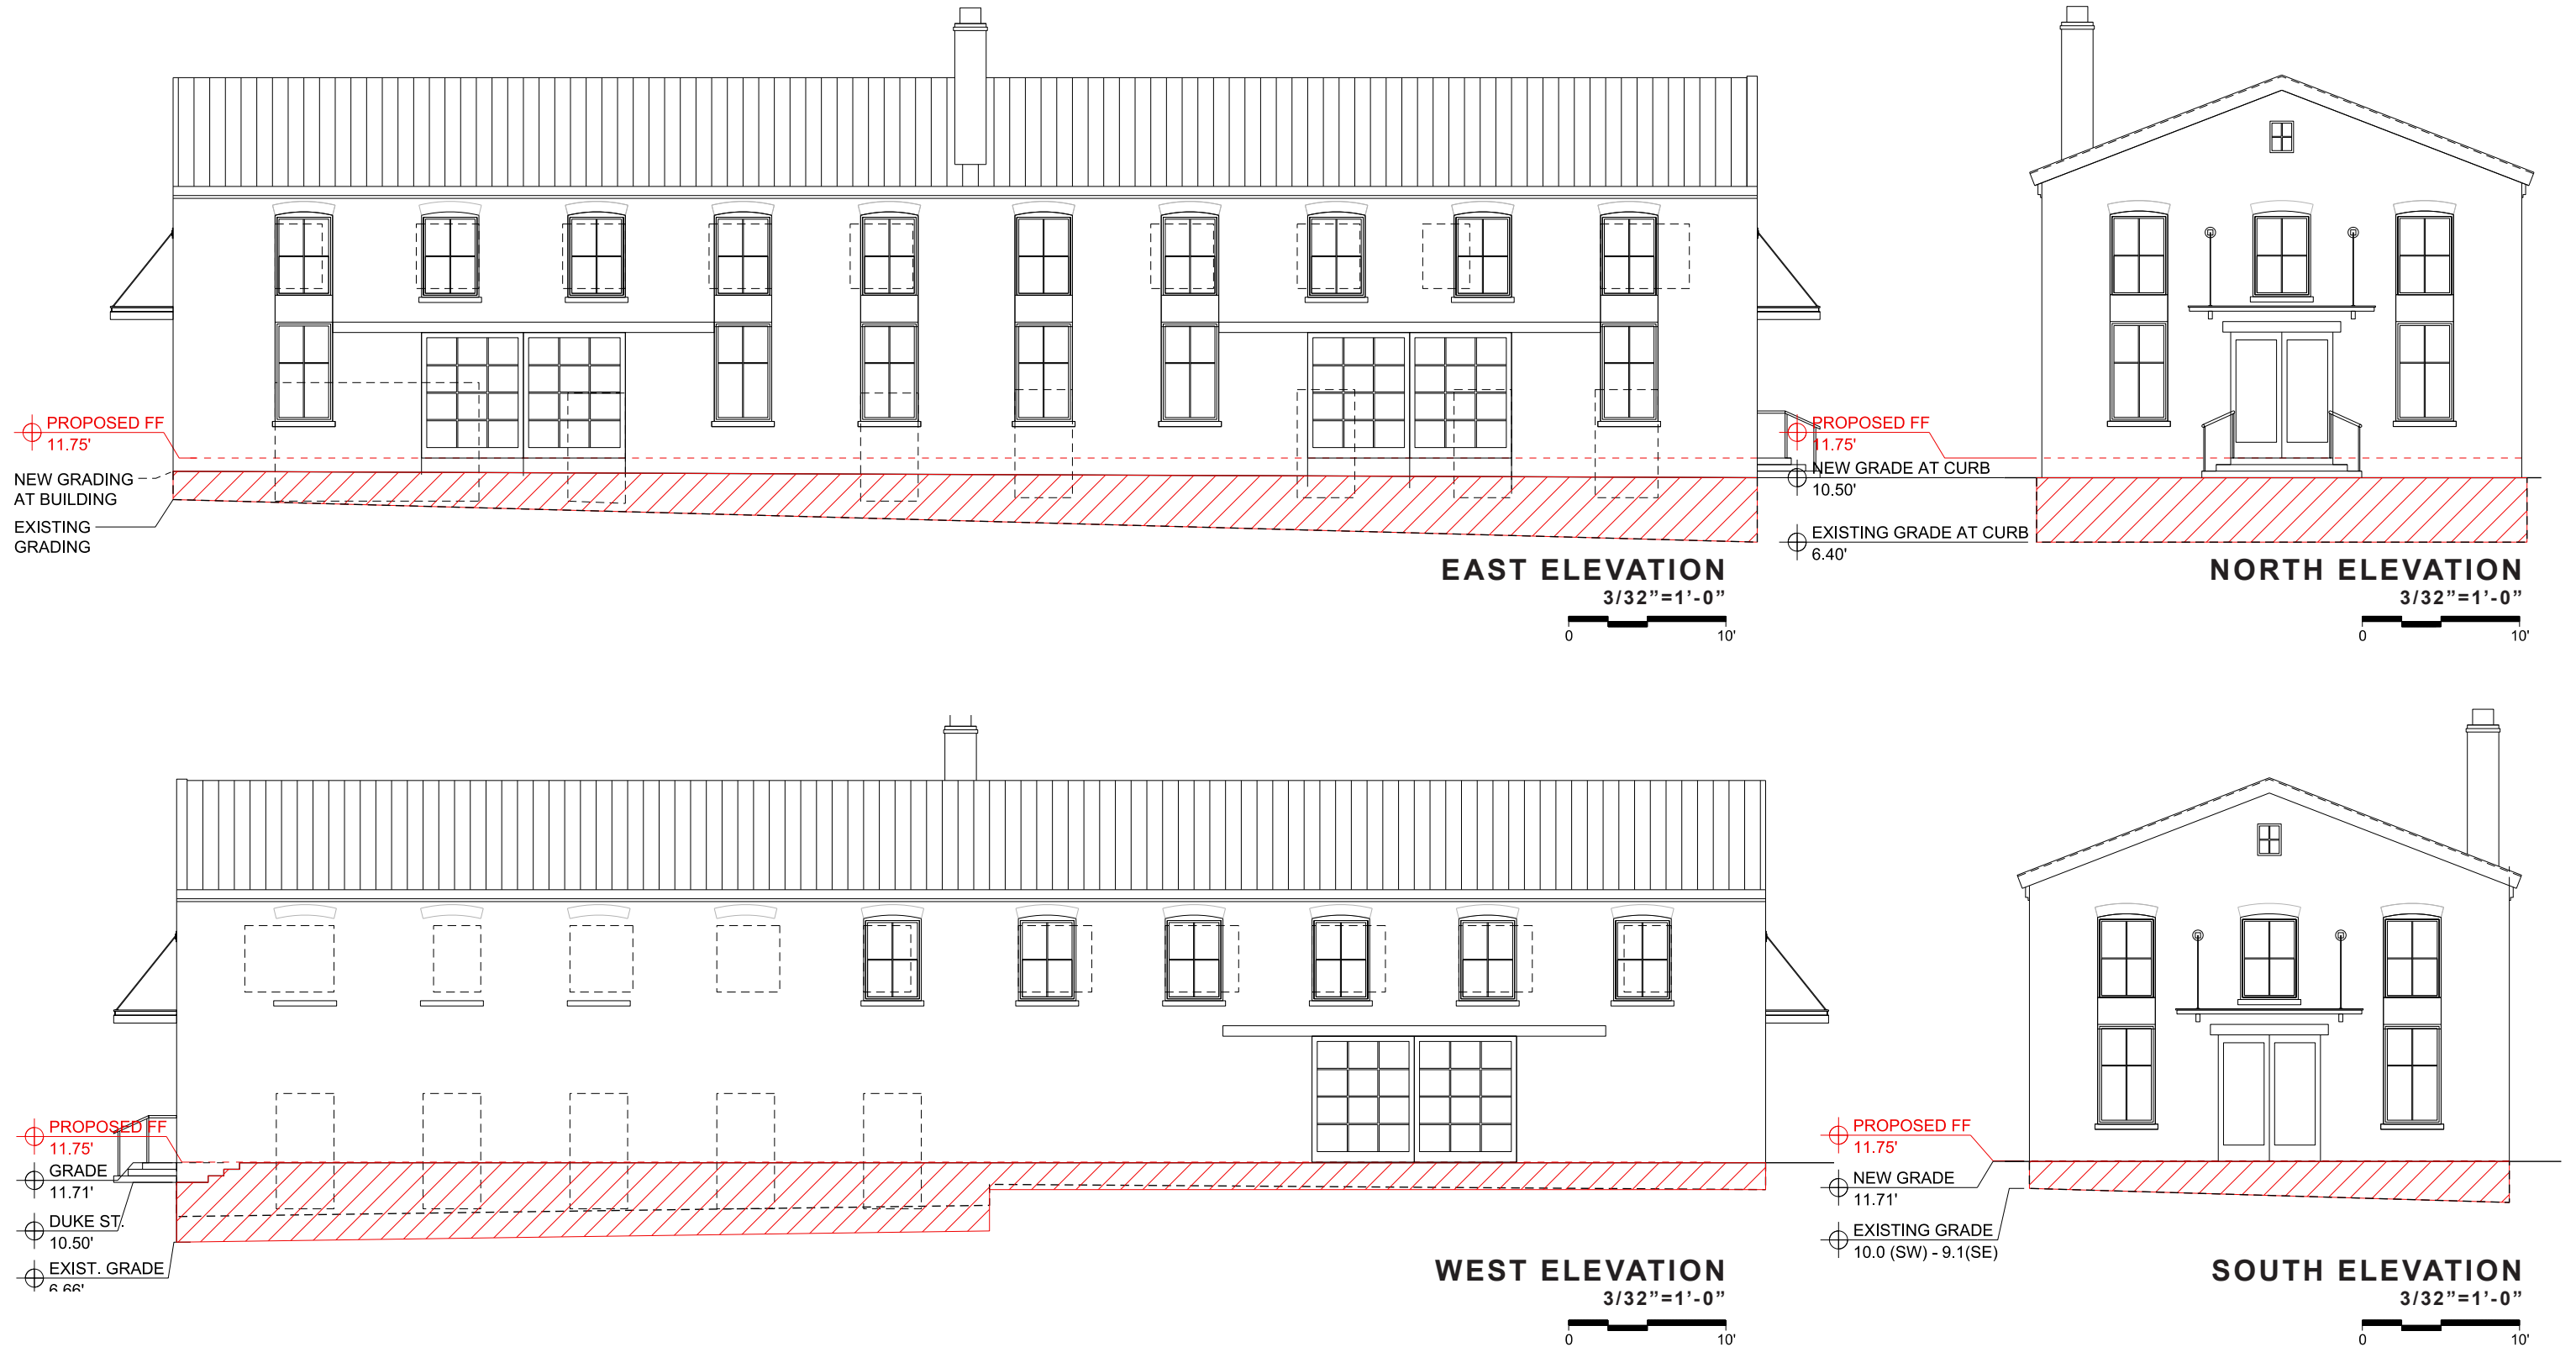 PROPOSED FF
11.75'
NEW GRADING
AT BUILDING
EXISTING
GRADING
PROPOSED FF
11.75'
NEW GRADE AT CURB
10.50'
EXISTING GRADE AT CURB
6.40'
EAST ELEVATION
3/32”=1’-0”
0 10'
NORTH ELEVATION
3/32”=1’-0”
0 10'
PROPOSED FF
11.75'
GRADE
11.71'
DUKE ST.
10.50'
EXIST. GRADE
6.66'
WEST ELEVATION
3/32”=1’-0”
0 10'
PROPOSED FF
11.75'
NEW GRADE
11.71'
EXISTING GRADE
10.0 (SW) - 9.1(SE)
SOUTH ELEVATION
3/32”=1’-0”
0 10'